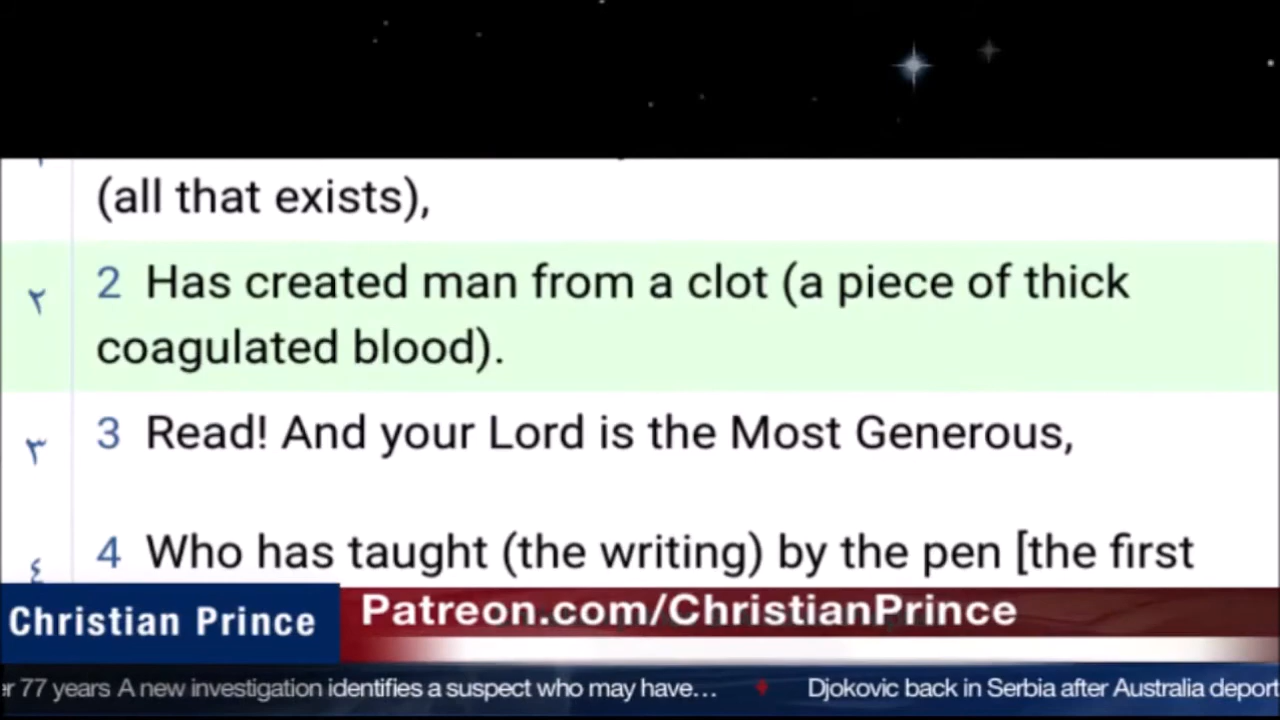 (all that exists),
٢ 2 Has created man from a clot (a piece of thick
coagulated blood).
٣ 3 Read! And your Lord is the Most Generous,
٤ 4 Who has taught (the writing) by the pen [the first
Christian Prince
Patreon.com/ChristianPrince
77 years A new investigation identifies a suspect who may have… Djokovic back in Serbia after Australia deport